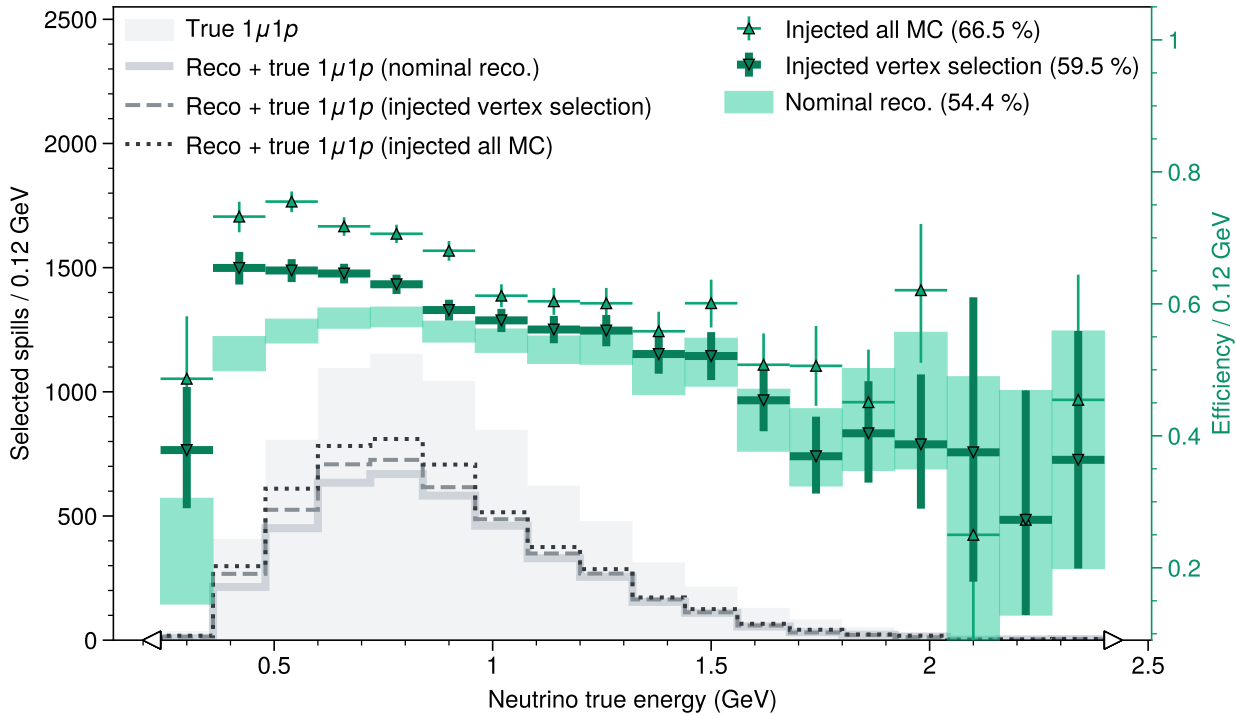 True 1μ1p
Reco + true 1μ1p (nominal reco.)
Reco + true 1μ1p (injected vertex selection)
Reco + true 1μ1p (injected all MC)
Injected all MC (66.5 %)
Injected vertex selection (59.5 %)
Nominal reco. (54.4 %)
Selected spills / 0.12 GeV
2500
2000
1500
1000
500
0
0.5
1
1.5
2
2.5
Neutrino true energy (GeV)
1
0.8
0.6
0.4
0.2
Efficiency / 0.12 GeV